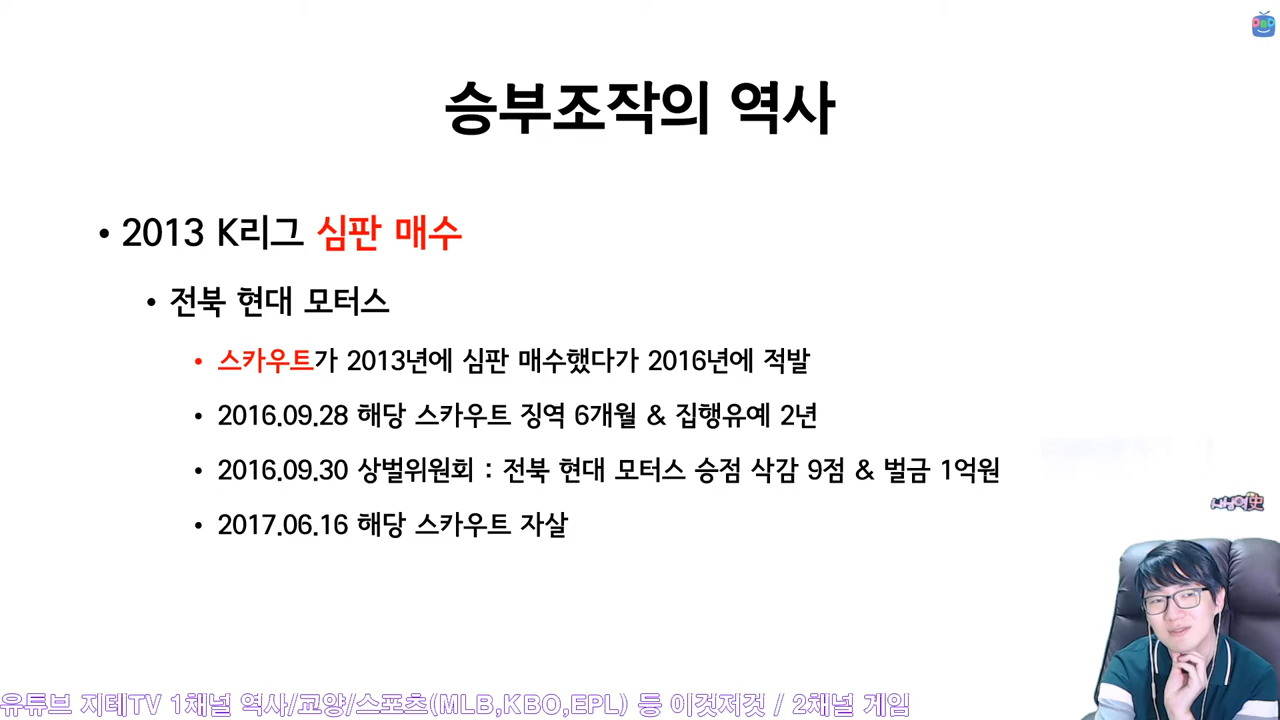 승부조작의 역사
• 2013 K리그 심판 매수
• 전북 현대 모터스
• 스카우트가 2013년에 심판 매수했다가 2016년에 적발
• 2016.09.28 해당 스카우트 징역 6개월 & 집행유예 2년
• 2016.09.30 상벌위원회 : 전북 현대 모터스 승점 삭감 9점 & 벌금 1억원
• 2017.06.16 해당 스카우트 자살
유튜브 지테TV 1채널 역사/교양/스포츠(MLB,KBO,EPL) 등 이것저것 / 2채널 게임